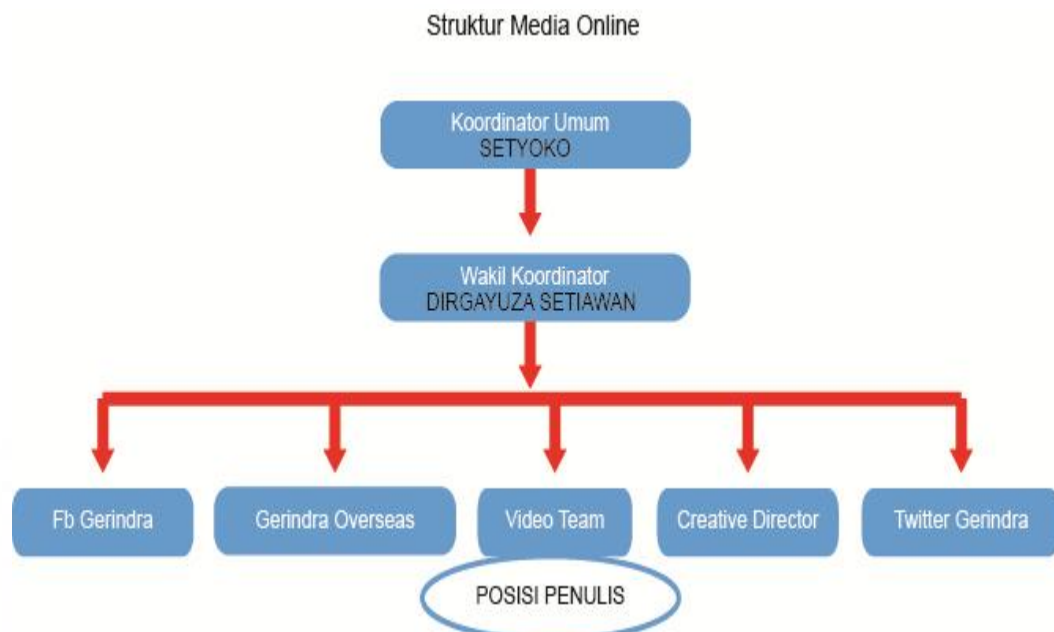 Struktur Media Online
Koordinator Umum
SETYOKO
Wakil Koordinator
DIRGAYUZA SETIAWAN
Fb Gerindra
Gerindra Overseas
Video Team
Creative Director
Twitter Gerindra
POSISI PENULIS